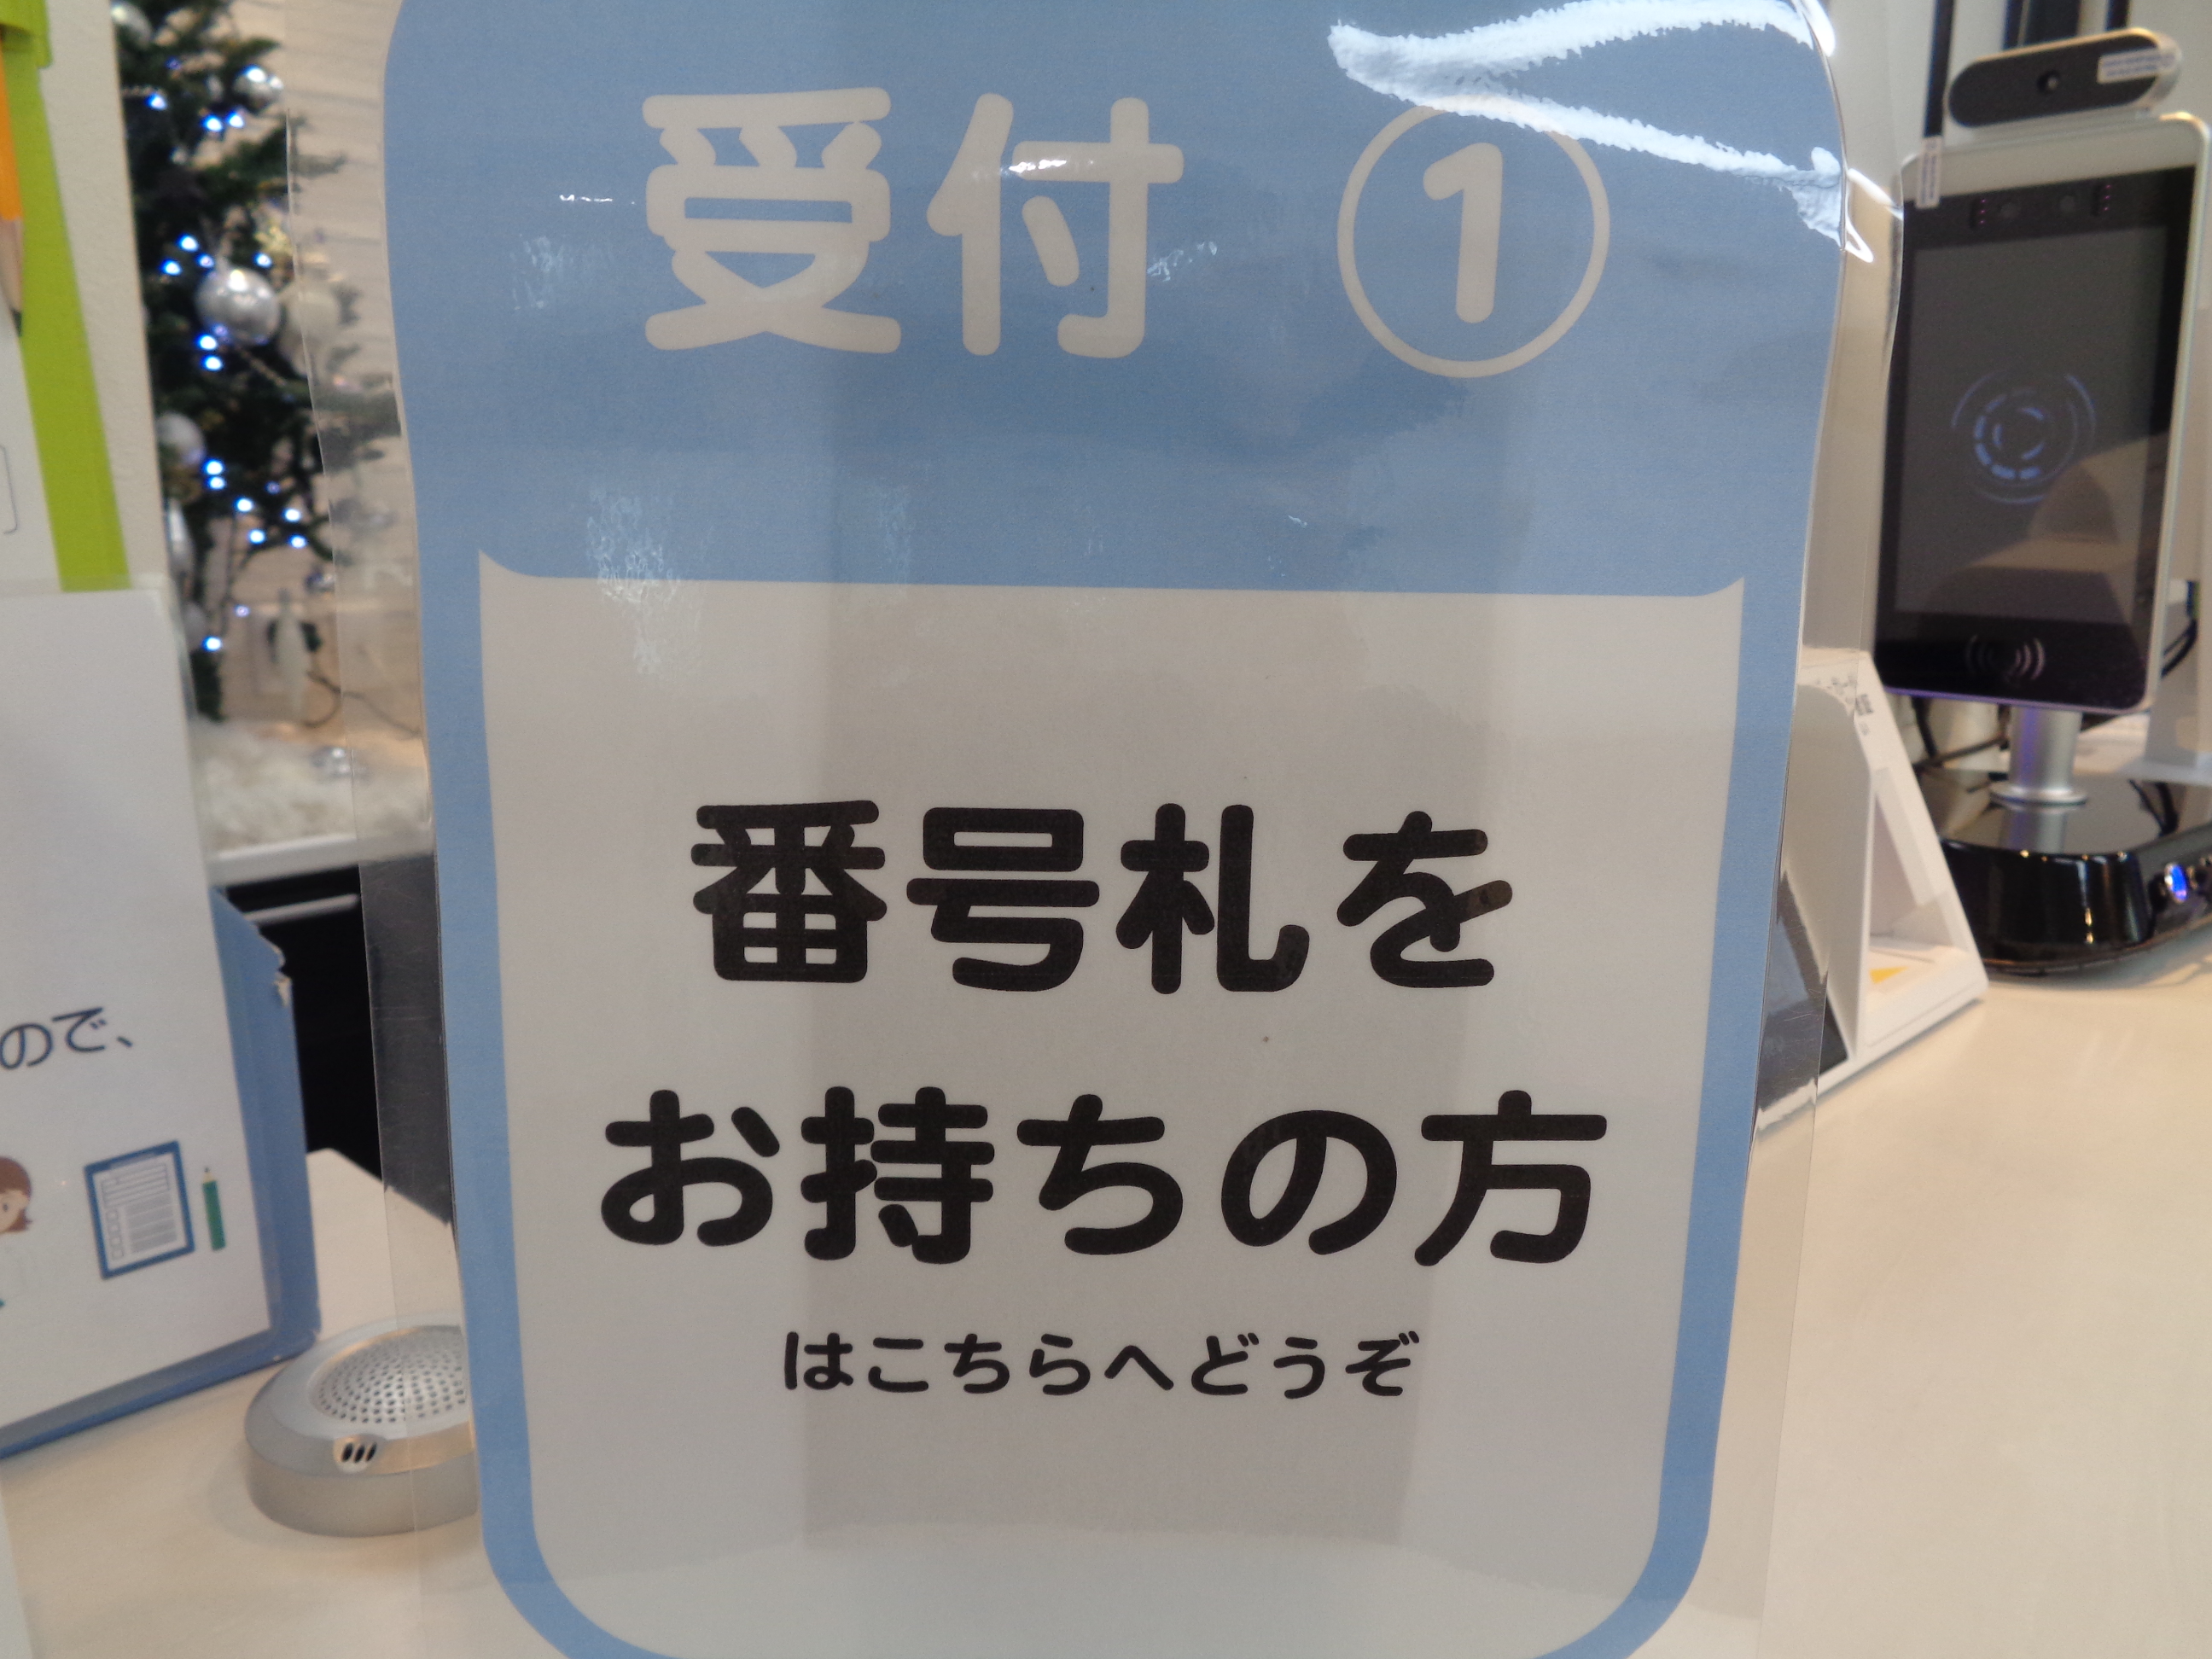 受付 ①
番号札を
お持ちの方
はこちらへどうぞ
ので、